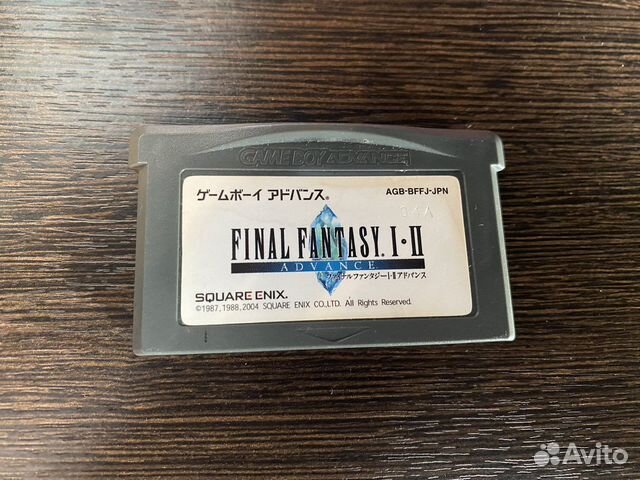 GAME BOY ADVANCE
ゲームボーイ アドバンス®
AGB-BFFJ-JPN
04A
FINAL FANTASY. I・II
ADVANCE
ファイナルファンタジーI・IIアドバンス
SQUARE ENIX.
©1987,1988,2004 SQUARE ENIX CO.,LTD. All Rights Reserved.
Avito